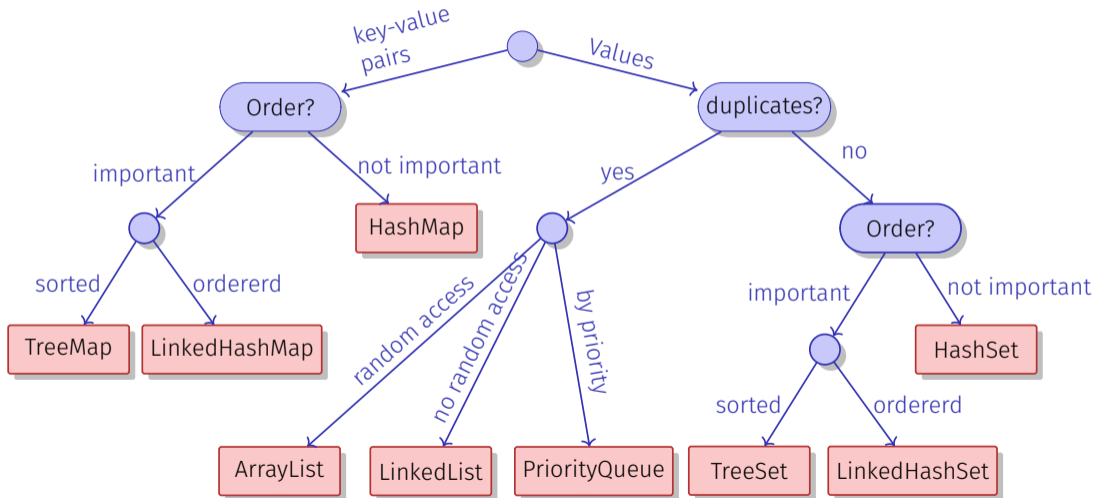 key-value
pairs
Values
Order?
duplicates?
important
not important
yes
no
HashMap
Order?
sorted
ordererd
random access
no random access
by priority
important
not important
TreeMap
LinkedHashMap
HashSet
sorted
ordererd
ArrayList
LinkedList
PriorityQueue
TreeSet
LinkedHashSet